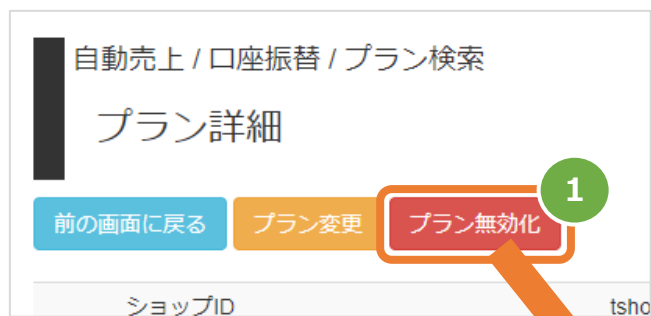 自動売上 / 口座振替 / プラン検索
プラン詳細
1
前の画面に戻る プラン変更 プラン無効化
ショップID tsho